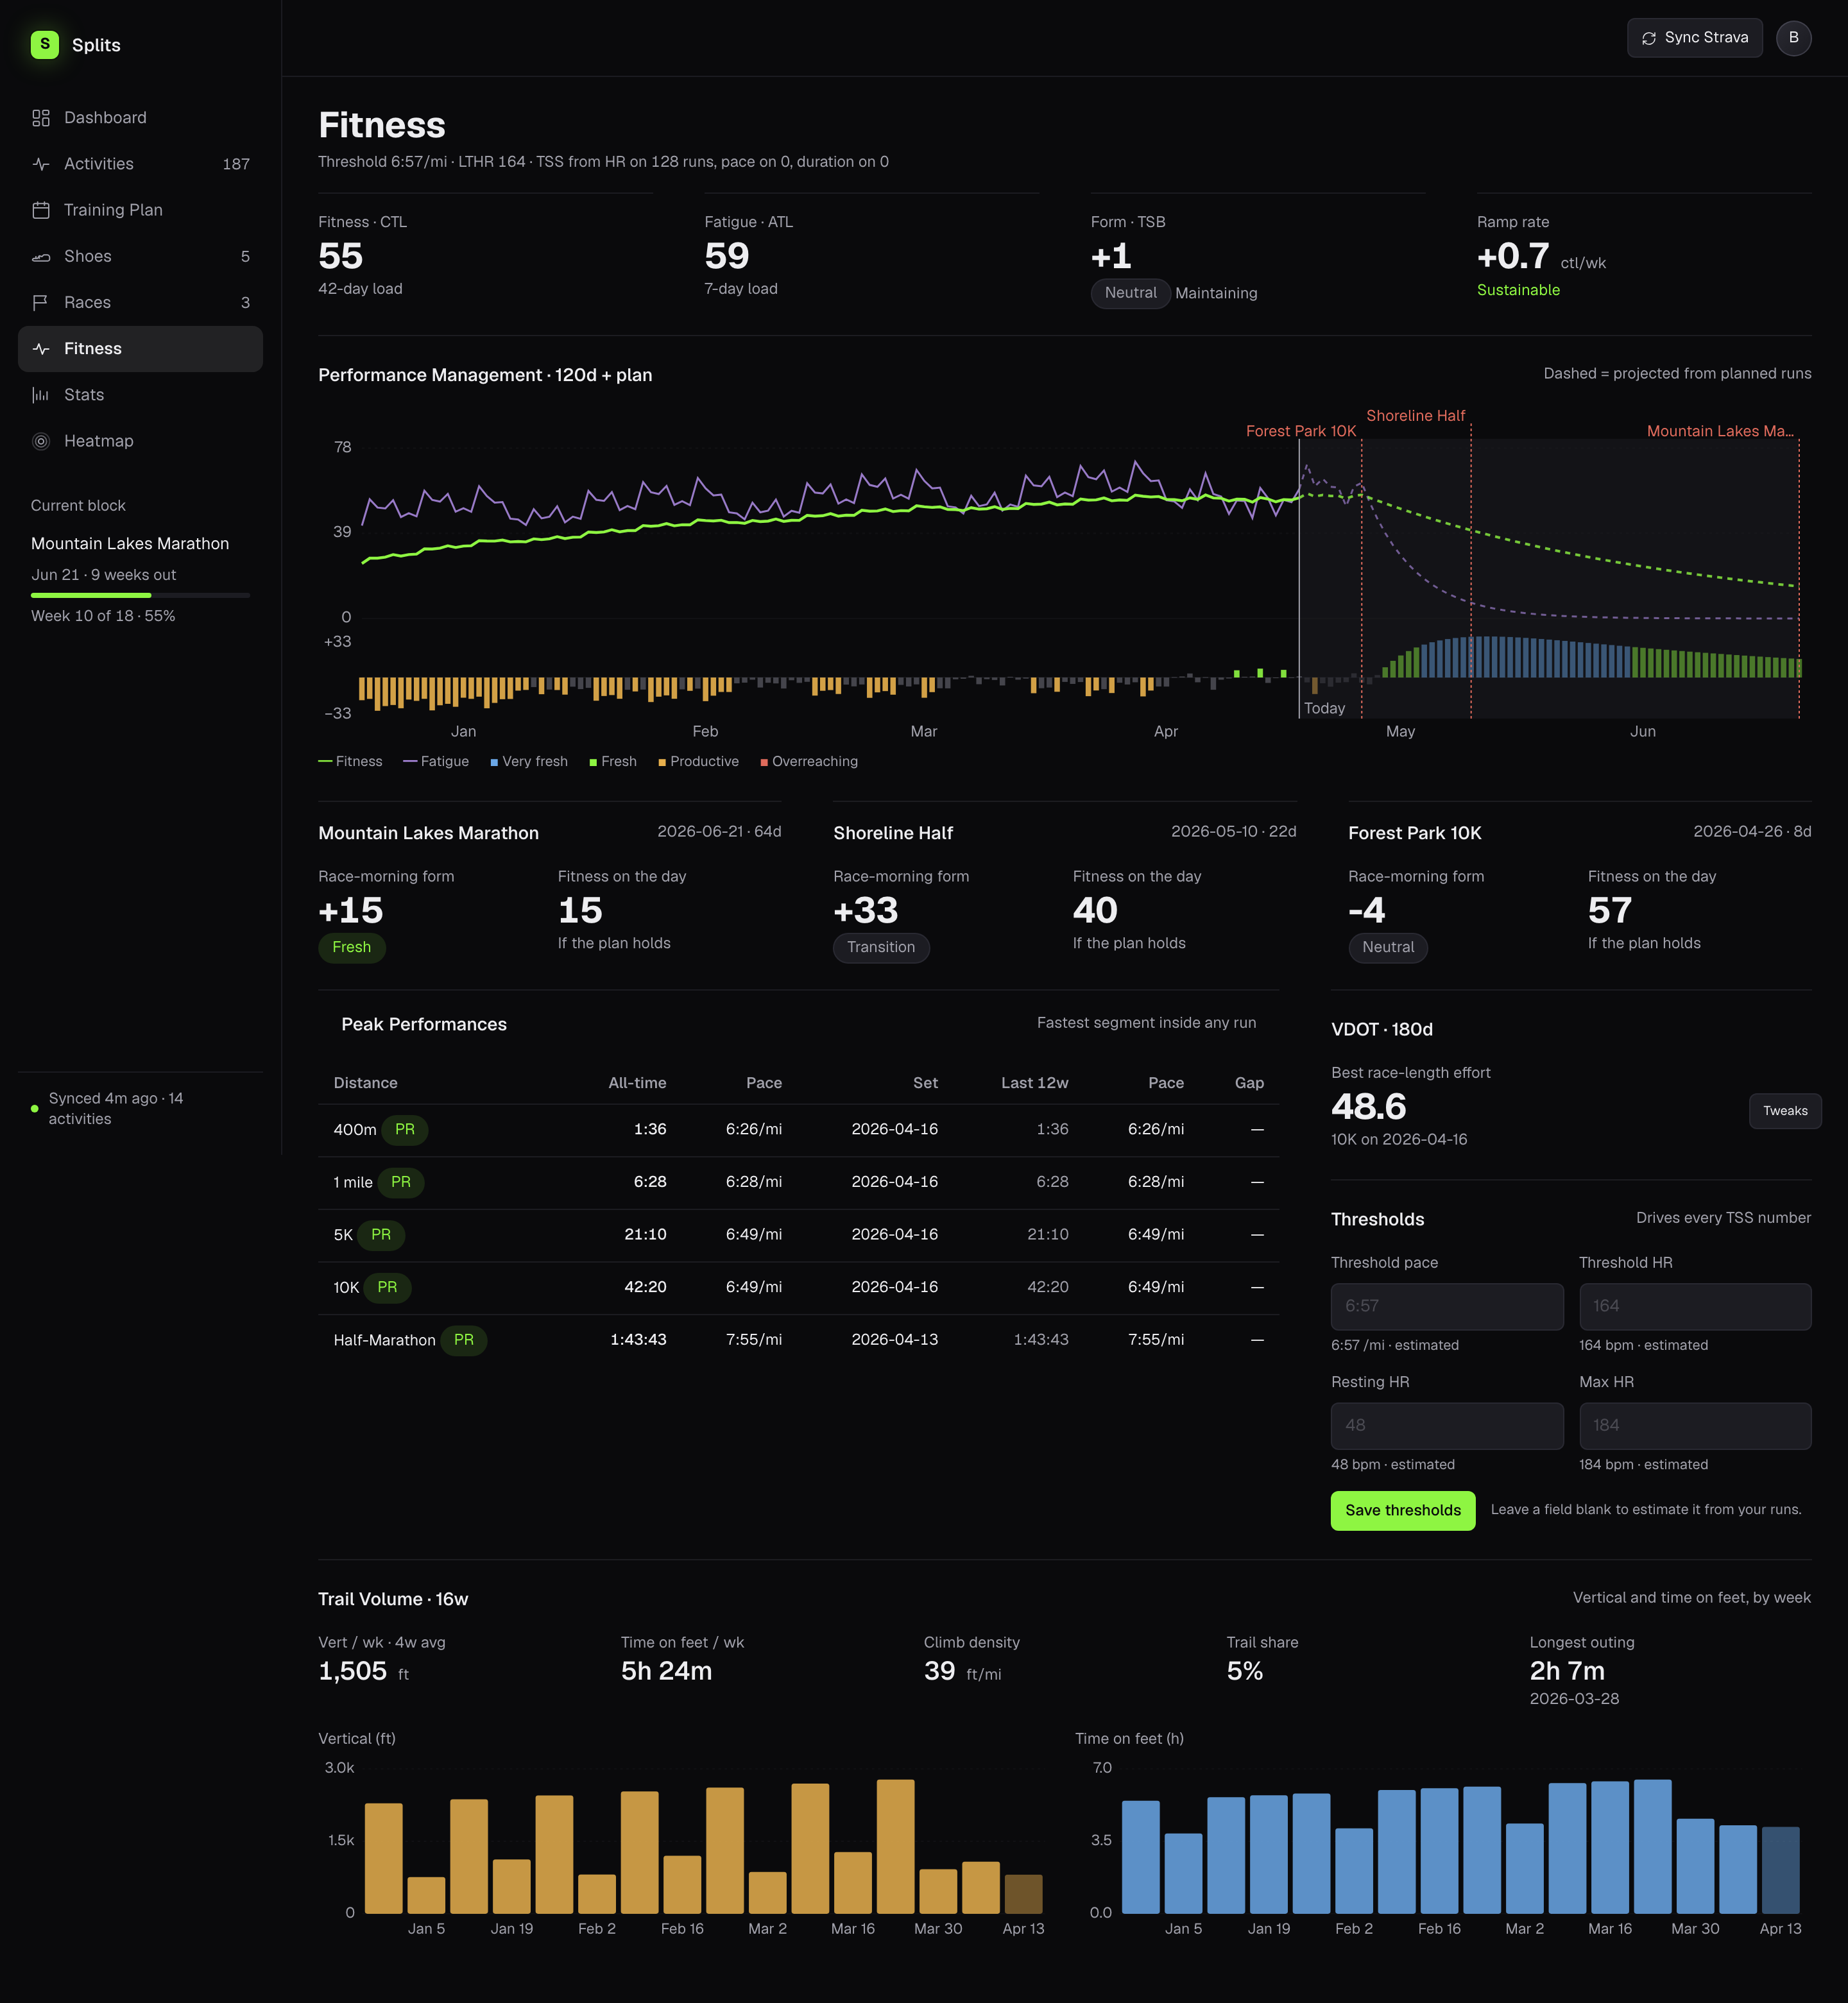 S Splits
Sync Strava
B
Dashboard
Activities 187
Training Plan
Shoes 5
Races 3
Fitness
Stats
Heatmap
Current block
Mountain Lakes Marathon
Jun 21 · 9 weeks out
Week 10 of 18 · 55%
Synced 4m ago · 14
activities
Fitness
Threshold 6:57/mi · LTHR 164 · TSS from HR on 128 runs, pace on 0, duration on 0
Fitness · CTL
55
42-day load
Fatigue · ATL
59
7-day load
Form · TSB
+1
Neutral Maintaining
Ramp rate
+0.7 ctl/wk
Sustainable
Performance Management · 120d + plan
Dashed = projected from planned runs
Shoreline Half
Forest Park 10K
Mountain Lakes Ma...
78
39
0
+33
−33
Today
Jan Feb Mar Apr May Jun
Fitness Fatigue Very fresh Fresh Productive Overreaching
Mountain Lakes Marathon 2026-06-21 · 64d
Race-morning form
+15
Fresh
Fitness on the day
15
If the plan holds
Shoreline Half 2026-05-10 · 22d
Race-morning form
+33
Transition
Fitness on the day
40
If the plan holds
Forest Park 10K 2026-04-26 · 8d
Race-morning form
-4
Neutral
Fitness on the day
57
If the plan holds
Peak Performances Fastest segment inside any run
Distance All-time Pace Set Last 12w Pace Gap
400m PR 1:36 6:26/mi 2026-04-16 1:36 6:26/mi —
1 mile PR 6:28 6:28/mi 2026-04-16 6:28 6:28/mi —
5K PR 21:10 6:49/mi 2026-04-16 21:10 6:49/mi —
10K PR 42:20 6:49/mi 2026-04-16 42:20 6:49/mi —
Half-Marathon PR 1:43:43 7:55/mi 2026-04-13 1:43:43 7:55/mi —
VDOT · 180d
Best race-length effort
48.6
10K on 2026-04-16
Tweaks
Thresholds Drives every TSS number
Threshold pace
6:57
6:57 /mi · estimated
Threshold HR
164
164 bpm · estimated
Resting HR
48
48 bpm · estimated
Max HR
184
184 bpm · estimated
Save thresholds Leave a field blank to estimate it from your runs.
Trail Volume · 16w Vertical and time on feet, by week
Vert / wk · 4w avg
1,505 ft
Time on feet / wk
5h 24m
Climb density
39 ft/mi
Trail share
5%
Longest outing
2h 7m
2026-03-28
Vertical (ft)
3.0k
1.5k
0
Jan 5 Jan 19 Feb 2 Feb 16 Mar 2 Mar 16 Mar 30 Apr 13
Time on feet (h)
7.0
3.5
0.0
Jan 5 Jan 19 Feb 2 Feb 16 Mar 2 Mar 16 Mar 30 Apr 13